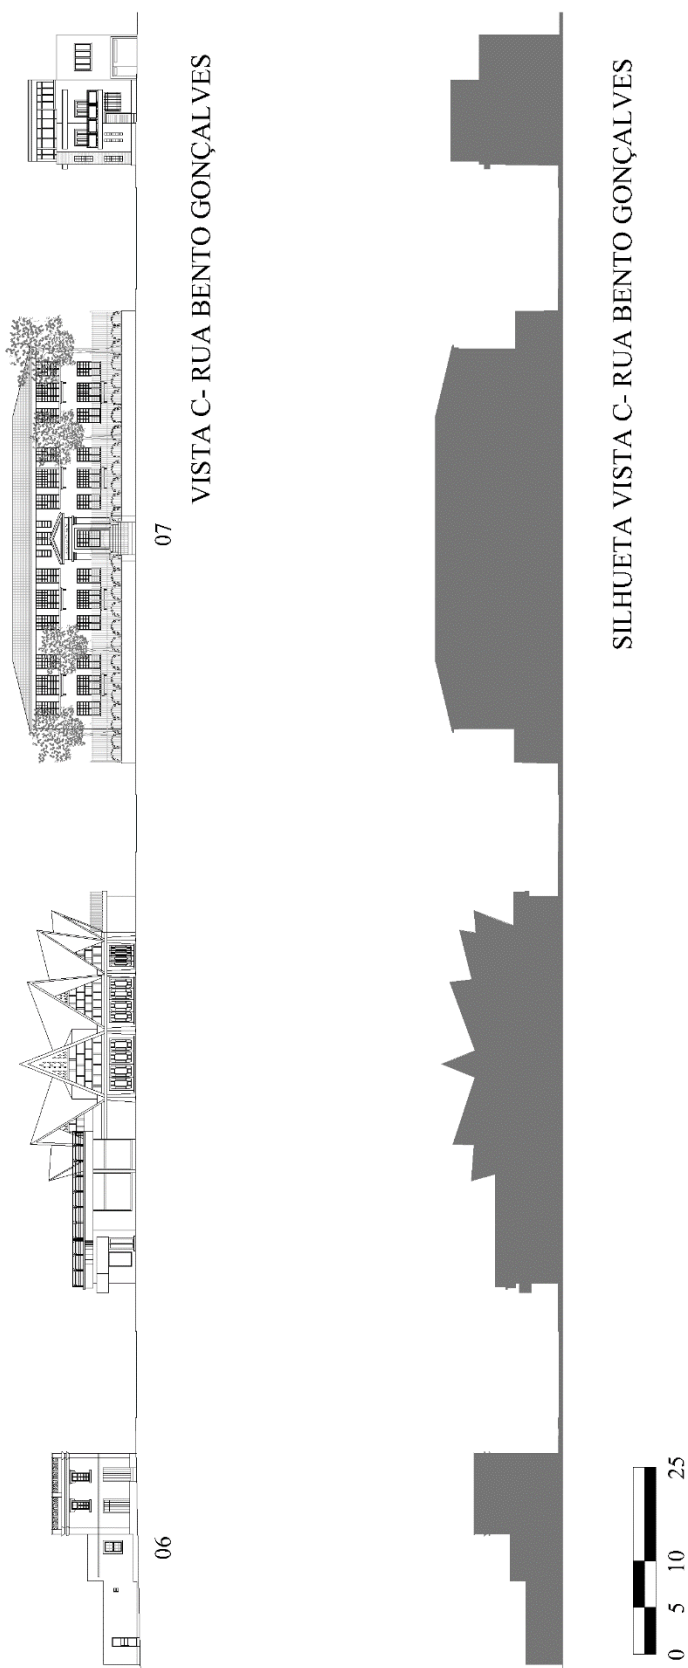 06
07
VISTA C- RUA BENTO GONÇALVES
SILHUETA VISTA C- RUA BENTO GONÇALVES
0 5 10 25